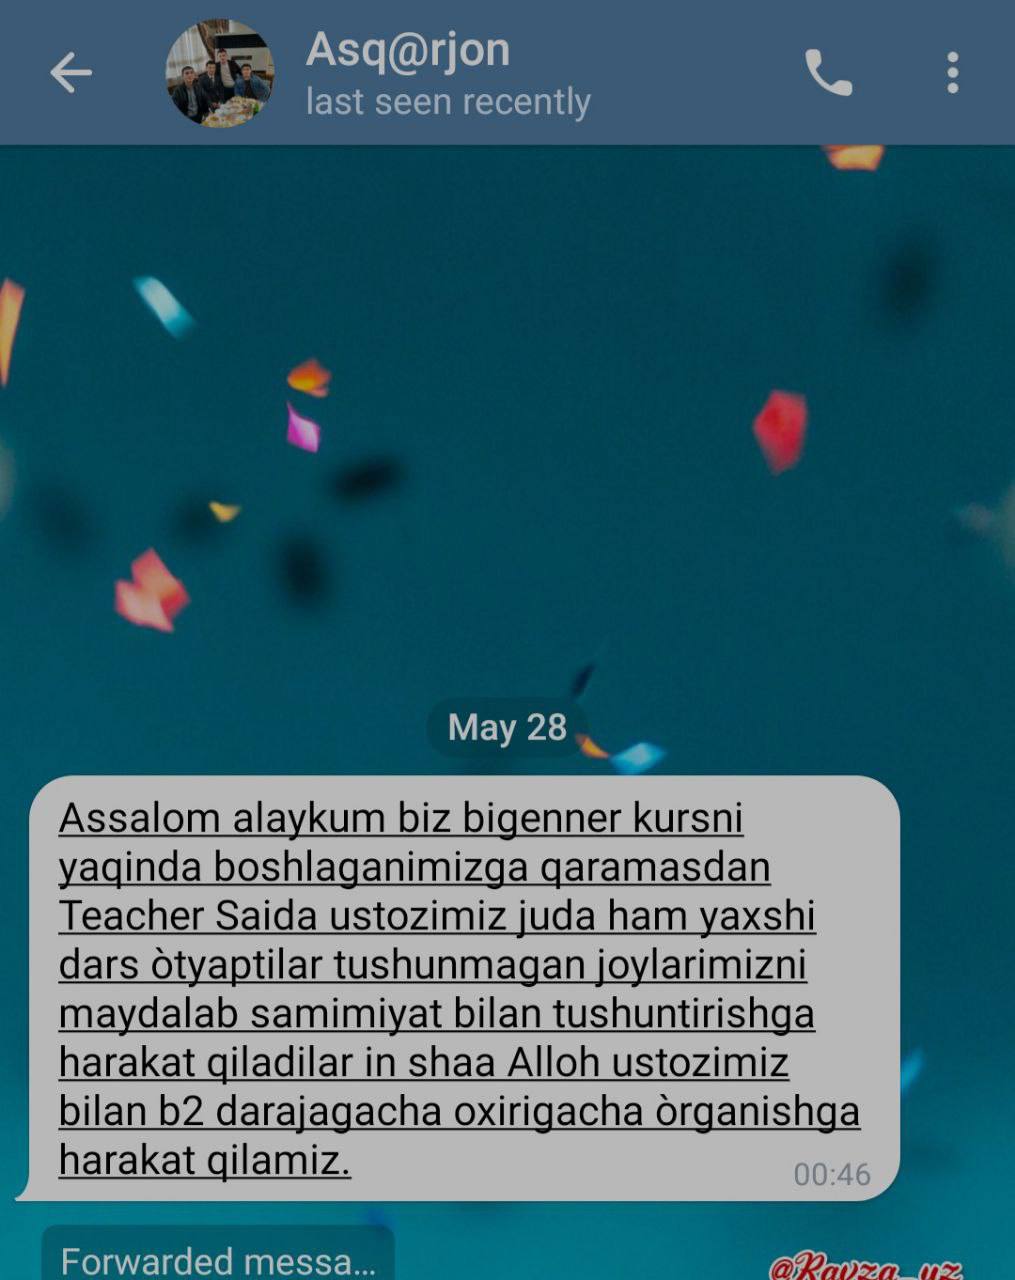 Asq@rjon
last seen recently
May 28
Assalom alaykum biz bigenner kursni
yaqinda boshlaganimizga qaramasdan
Teacher Saida ustozimiz juda ham yaxshi
dars òtyaptilar tushunmagan joylarimizni
maydalab samimiyat bilan tushuntirishga
harakat qiladilar in shaa Alloh ustozimiz
bilan b2 darajagacha oxirigacha òrganishga
harakat qilamiz.
00:46
Forwarded messa...
@Ravza_uz